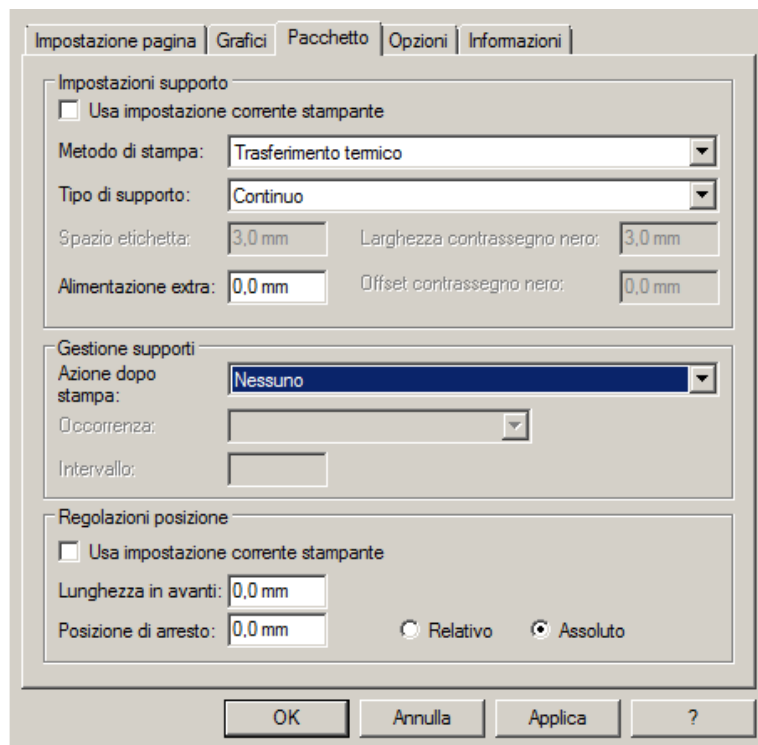 Impostazione pagina Grafici Pacchetto Opzioni Informazioni
Impostazioni supporto
Usa impostazione corrente stampante
Metodo di stampa: Trasferimento termico
Tipo di supporto: Continuo
Spazio etichetta: 3,0 mm Larghezza contrassegno nero: 3,0 mm
Alimentazione extra: 0,0 mm Offset contrassegno nero: 0,0 mm
Gestione supporti
Azione dopo
stampa: Nessuno
Occorrenza:
Intervallo:
Regolazioni posizione
Usa impostazione corrente stampante
Lunghezza in avanti: 0,0 mm
Posizione di arresto: 0,0 mm Relativo Assoluto
OK Annulla Applica ?